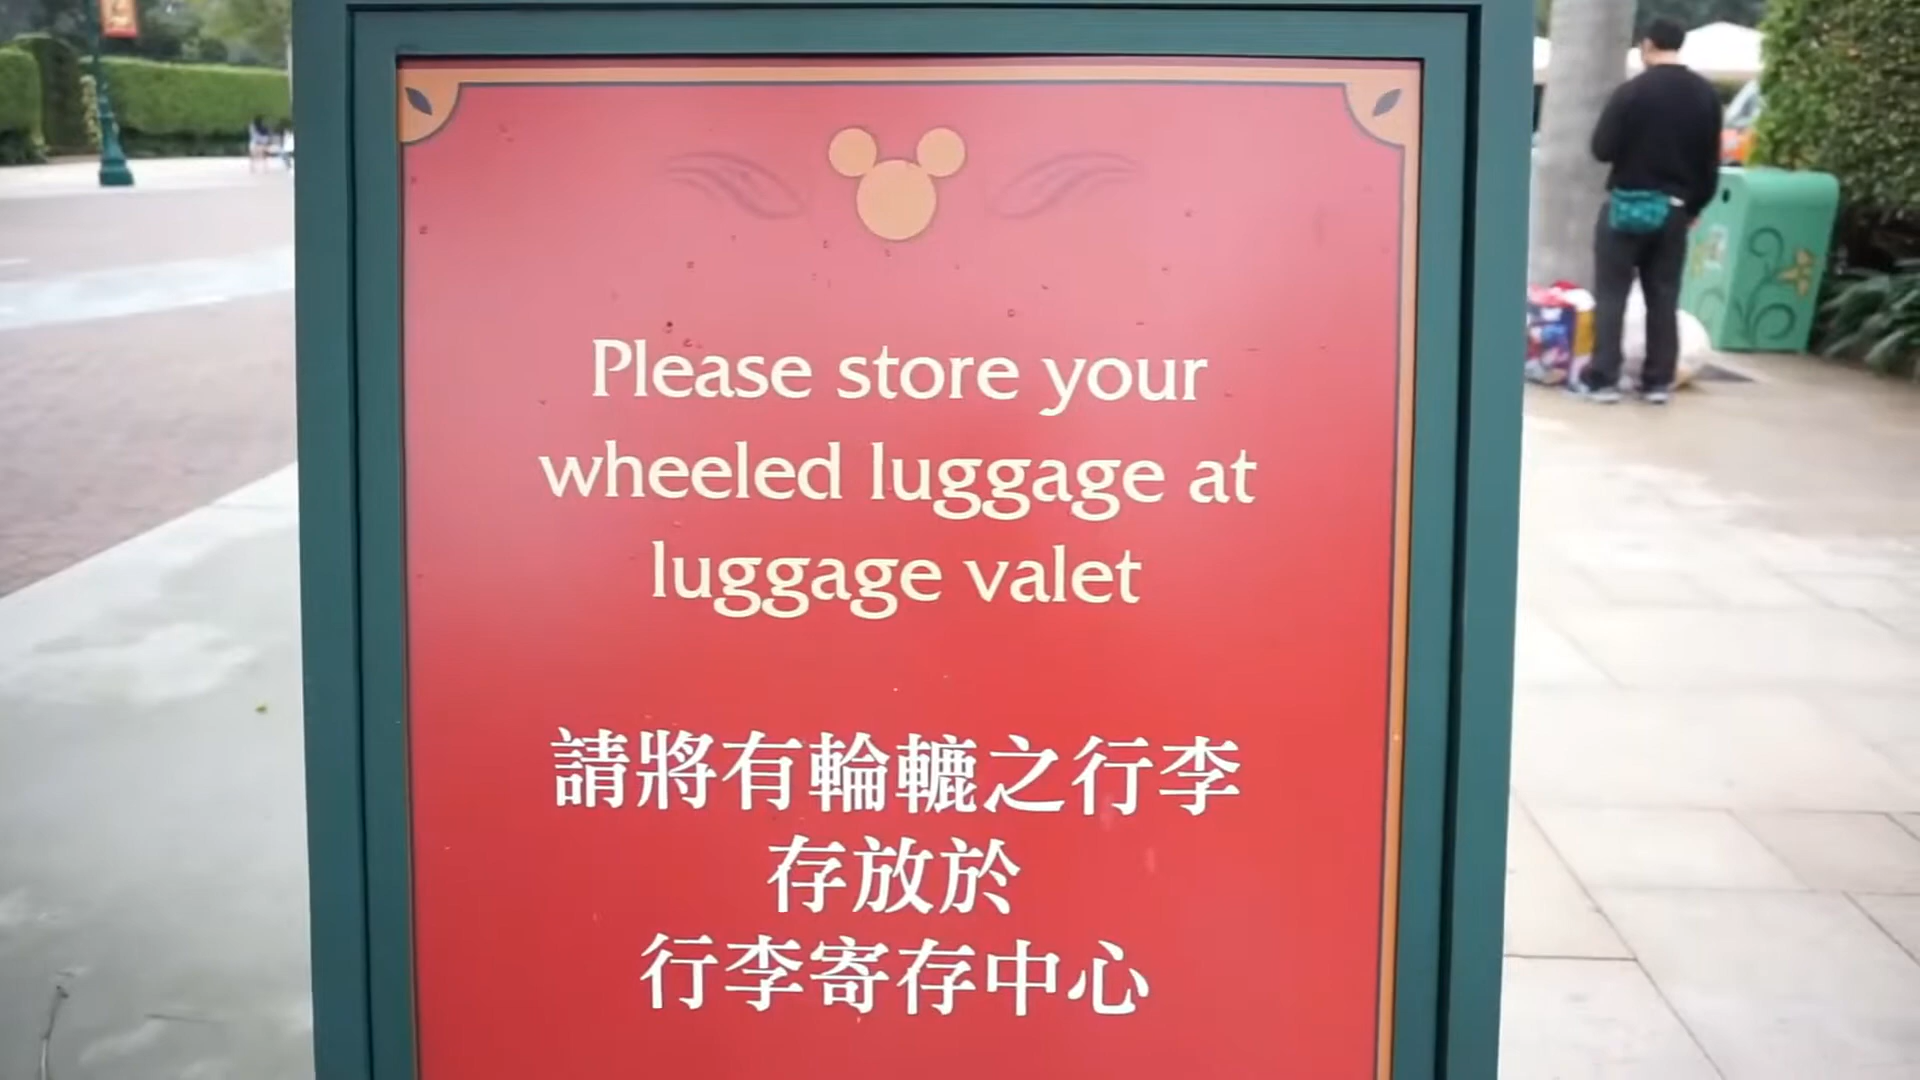 Please store your
wheeled luggage at
luggage valet
請將有輪轆之行李
存放於
行李寄存中心